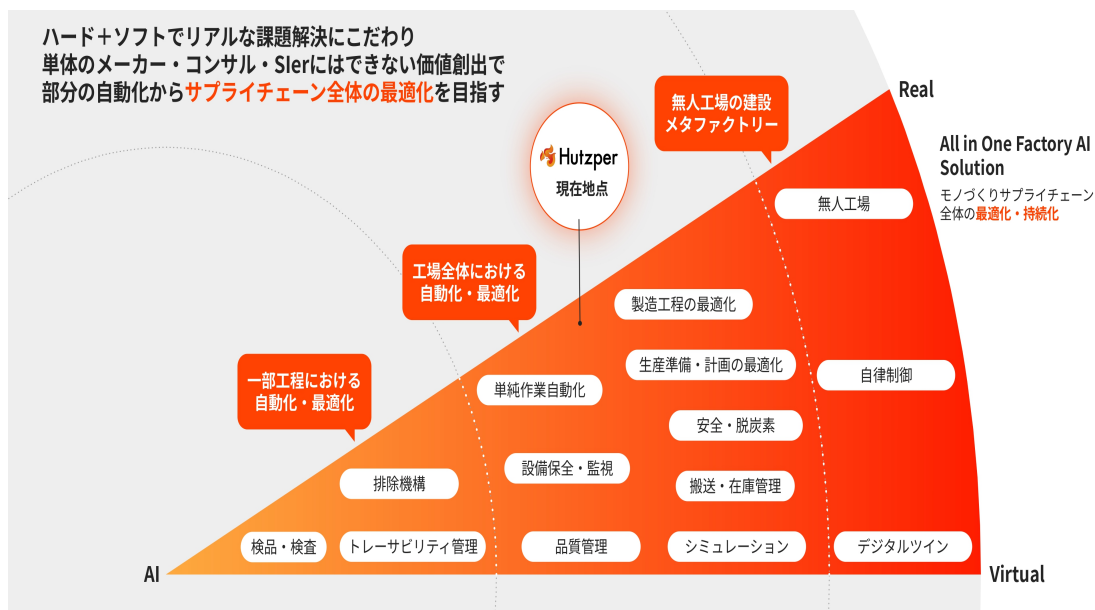 ハード＋ソフトでリアルな課題解決にこだわり
単体のメーカー・コンサル・SIerにはできない価値創出で
部分の自動化からサプライチェーン全体の最適化を目指す
Hutzper
現在地点
無人工場の建設
メタファクトリー
Real
All in One Factory AI
Solution
モノづくりサプライチェーン
全体の最適化・持続化
無人工場
工場全体における
自動化・最適化
製造工程の最適化
生産準備・計画の最適化
自律制御
一部工程における
自動化・最適化
単純作業自動化
安全・脱炭素
設備保全・監視
排除機構
搬送・在庫管理
検品・検査
トレーサビリティ管理
品質管理
シミュレーション
デジタルツイン
AI
Virtual